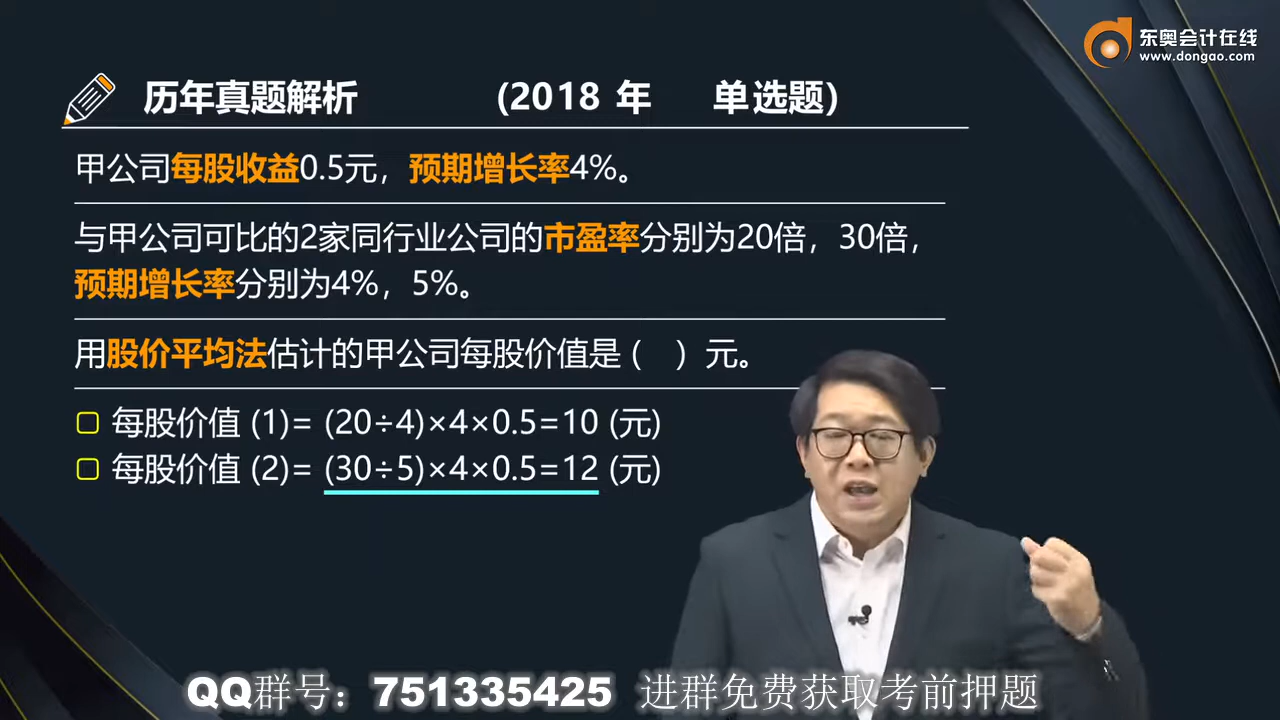 东奥会计在线
www.dongao.com
历年真题解析 (2018 年 单选题)
甲公司每股收益0.5元，预期增长率4%。
与甲公司可比的2家同行业公司的市盈率分别为20倍，30倍，
预期增长率分别为4%，5%。
用股价平均法估计的甲公司每股价值是 ( ) 元。
每股价值 (1)= (20÷4)×4×0.5=10 (元)
每股价值 (2)= (30÷5)×4×0.5=12 (元)
QQ群号：751335425 进群免费获取考前押题